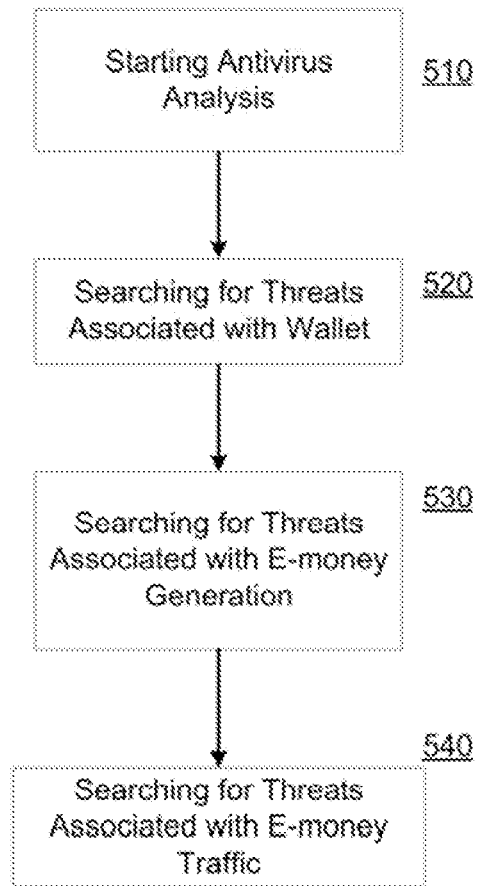 Starting Antivirus
Analysis
510
Searching for Threats
Associated with Wallet
520
Searching for Threats
Associated with E-money
Generation
530
Searching for Threats
Associated with E-money
Traffic
540